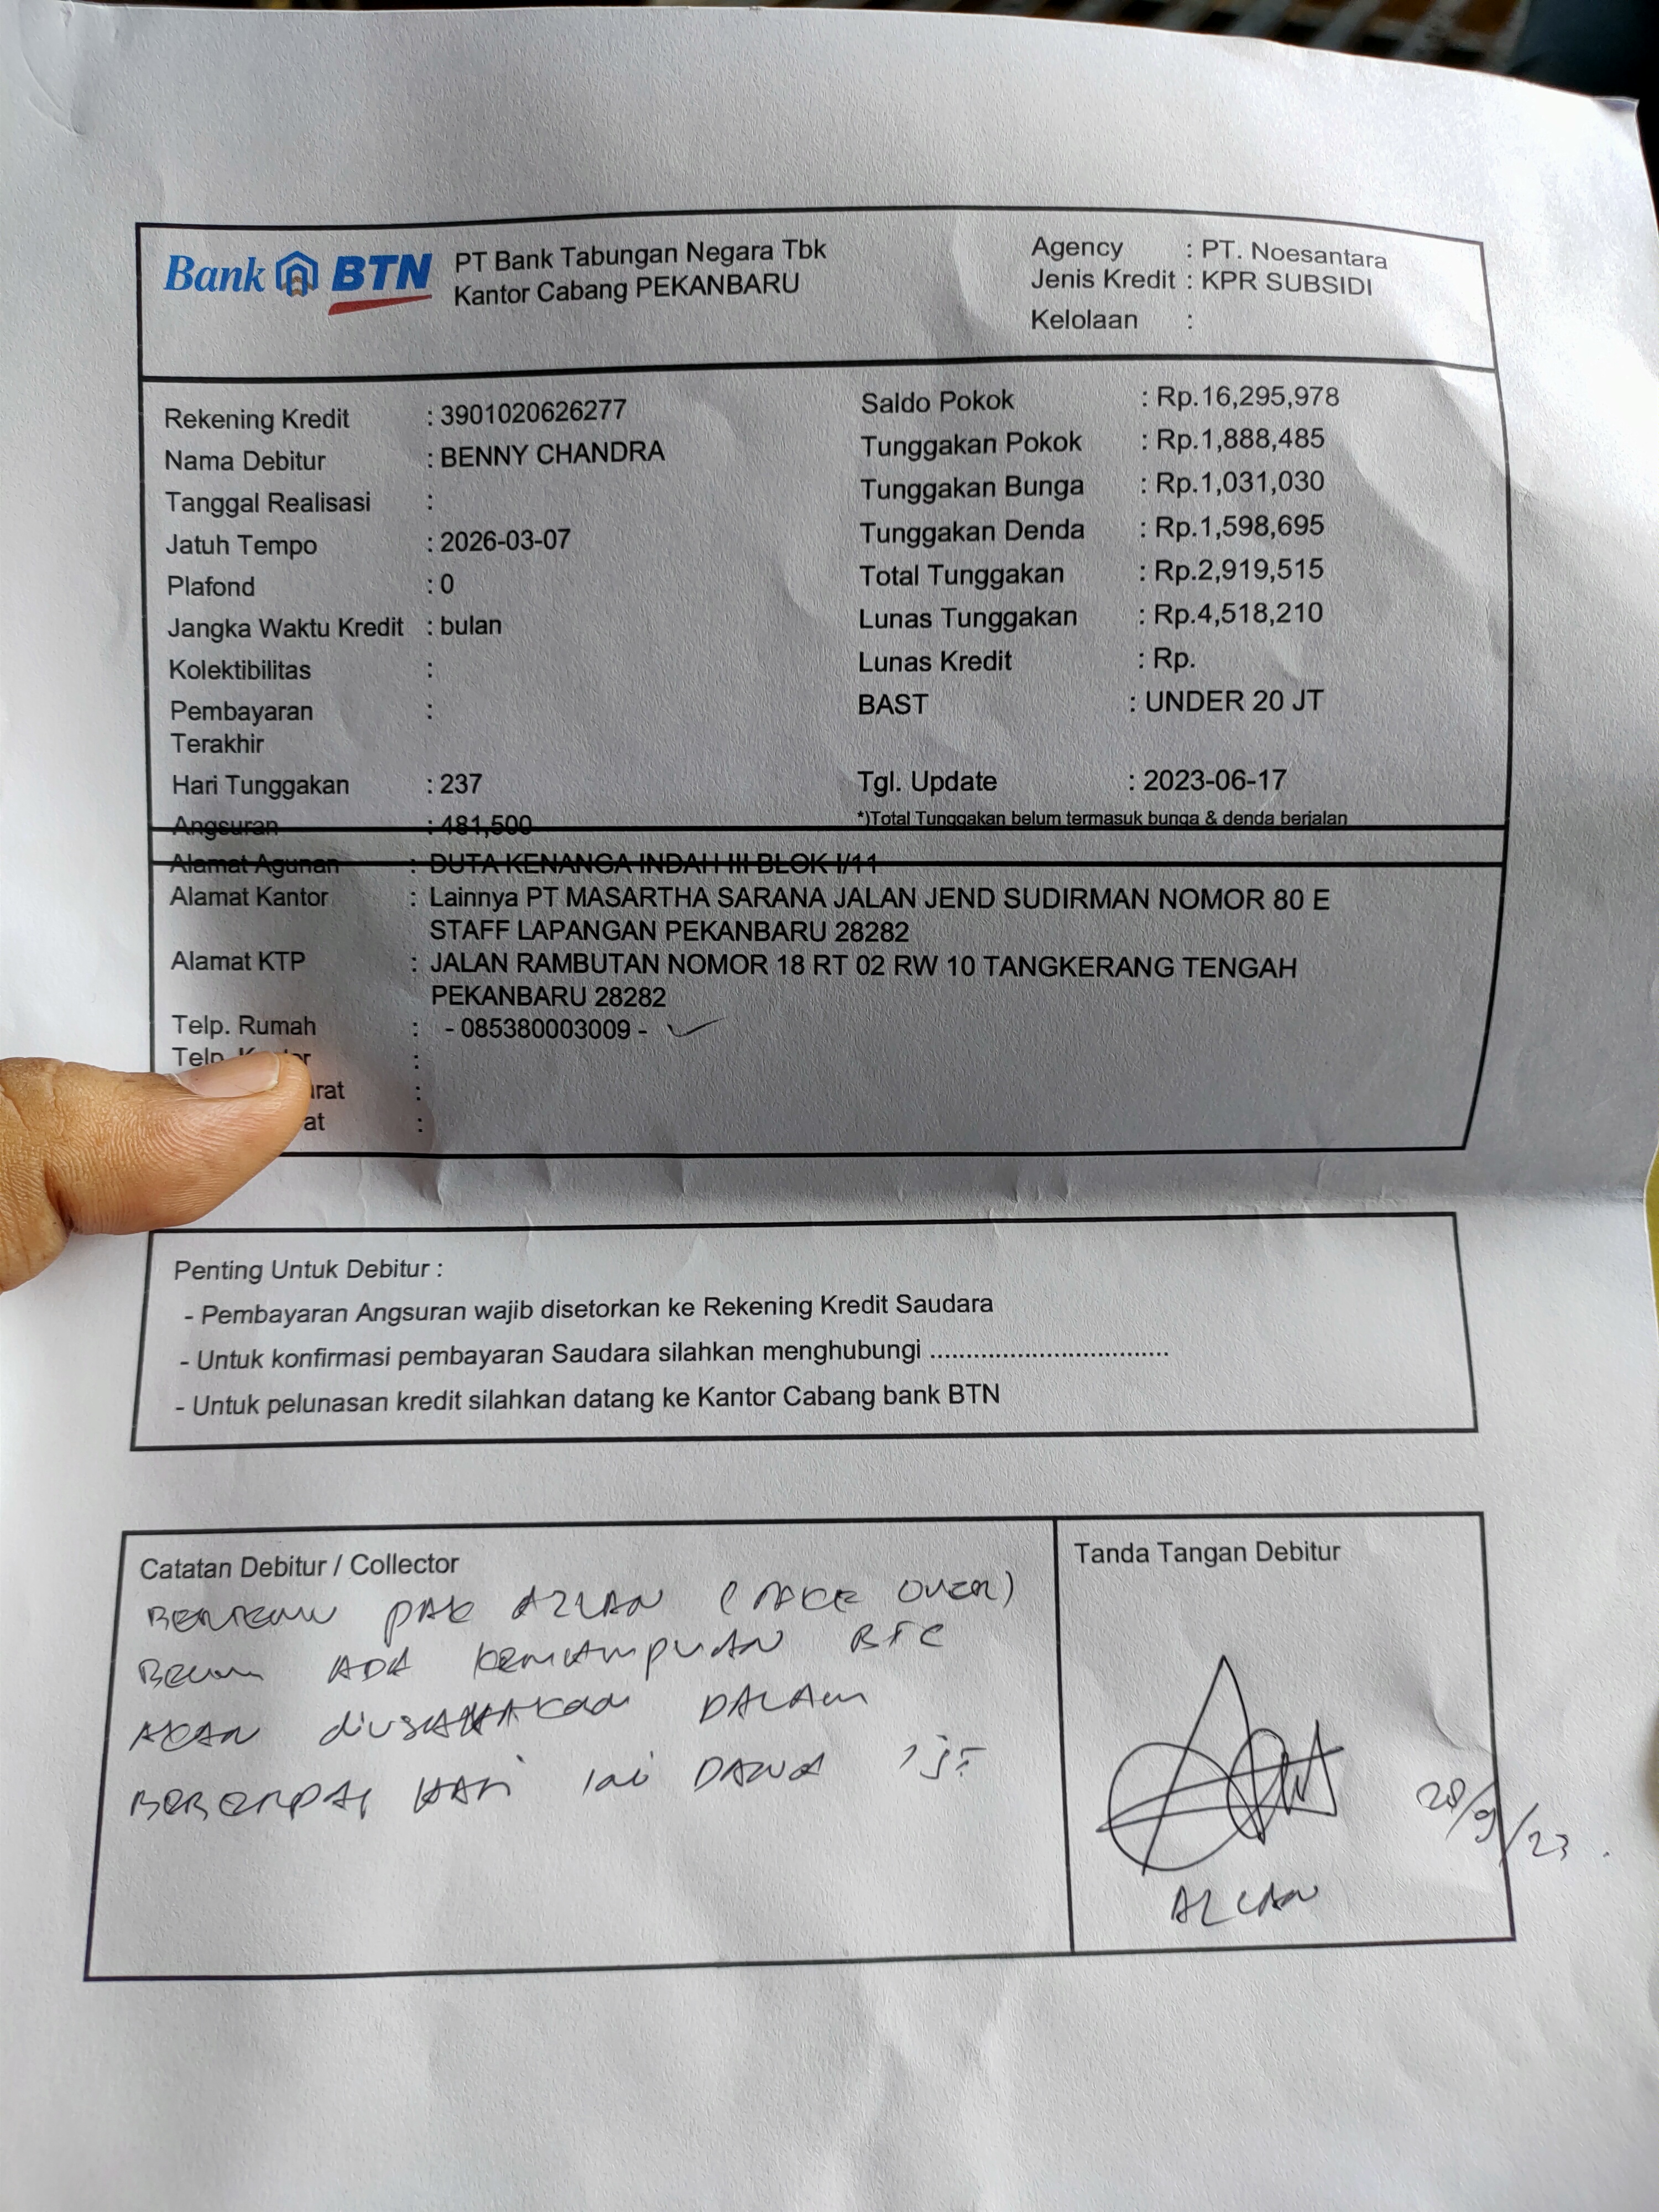 Bank BTN
PT Bank Tabungan Negara Tbk
Kantor Cabang PEKANBARU
Agency : PT. Noesantara
Jenis Kredit : KPR SUBSIDI
Kelolaan :
Rekening Kredit : 3901020626277
Nama Debitur : BENNY CHANDRA
Tanggal Realisasi :
Jatuh Tempo : 2026-03-07
Plafond : 0
Jangka Waktu Kredit : bulan
Kolektibilitas :
Pembayaran :
Terakhir
Hari Tunggakan : 237
Angsuran : 481,500
Saldo Pokok : Rp.16,295,978
Tunggakan Pokok : Rp.1,888,485
Tunggakan Bunga : Rp.1,031,030
Tunggakan Denda : Rp.1,598,695
Total Tunggakan : Rp.2,919,515
Lunas Tunggakan : Rp.4,518,210
Lunas Kredit : Rp.
BAST : UNDER 20 JT
Tgl. Update : 2023-06-17
*)Total Tunggakan belum termasuk bunga & denda berjalan
Alamat Agunan : DUTA KENANGA INDAH III BLOK I/11
Alamat Kantor : Lainnya PT MASARTHA SARANA JALAN JEND SUDIRMAN NOMOR 80 E
STAFF LAPANGAN PEKANBARU 28282
Alamat KTP : JALAN RAMBUTAN NOMOR 18 RT 02 RW 10 TANGKERANG TENGAH
PEKANBARU 28282
Telp. Rumah : - 085380003009 -
Telp. :
:
:
Penting Untuk Debitur :
- Pembayaran Angsuran wajib disetorkan ke Rekening Kredit Saudara
- Untuk konfirmasi pembayaran Saudara silahkan menghubungi .................................
- Untuk pelunasan kredit silahkan datang ke Kantor Cabang bank BTN
Catatan Debitur / Collector
BERTEMU PAK AZLAN (TAKE OVER)
BELUM ADA KEMAMPUAN
AKAN diusahakan DALAM
BEBERAPA HARI ini DANA
Tanda Tangan Debitur
28/9/23
AZLAN